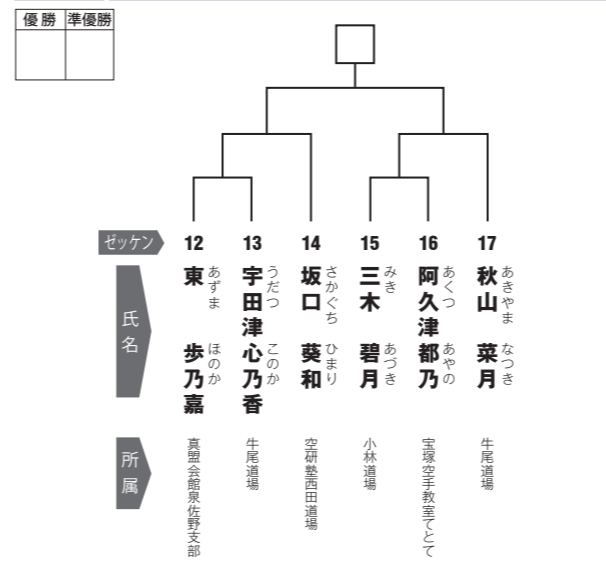 優勝 準優勝
ゼッケン 12 13 14 15 16 17
氏名
東 歩乃嘉
あずま ほのか
宇田津 心乃香
うだつ このか
坂口 葵和
さかぐち ひまり
三木 碧月
みき あづき
阿久津 都乃
あくつ あやの
秋山 菜月
あきやま なつき
所属
真盟会館泉佐野支部
牛尾道場
空研塾西田道場
小林道場
宝塚空手教室てとて
牛尾道場